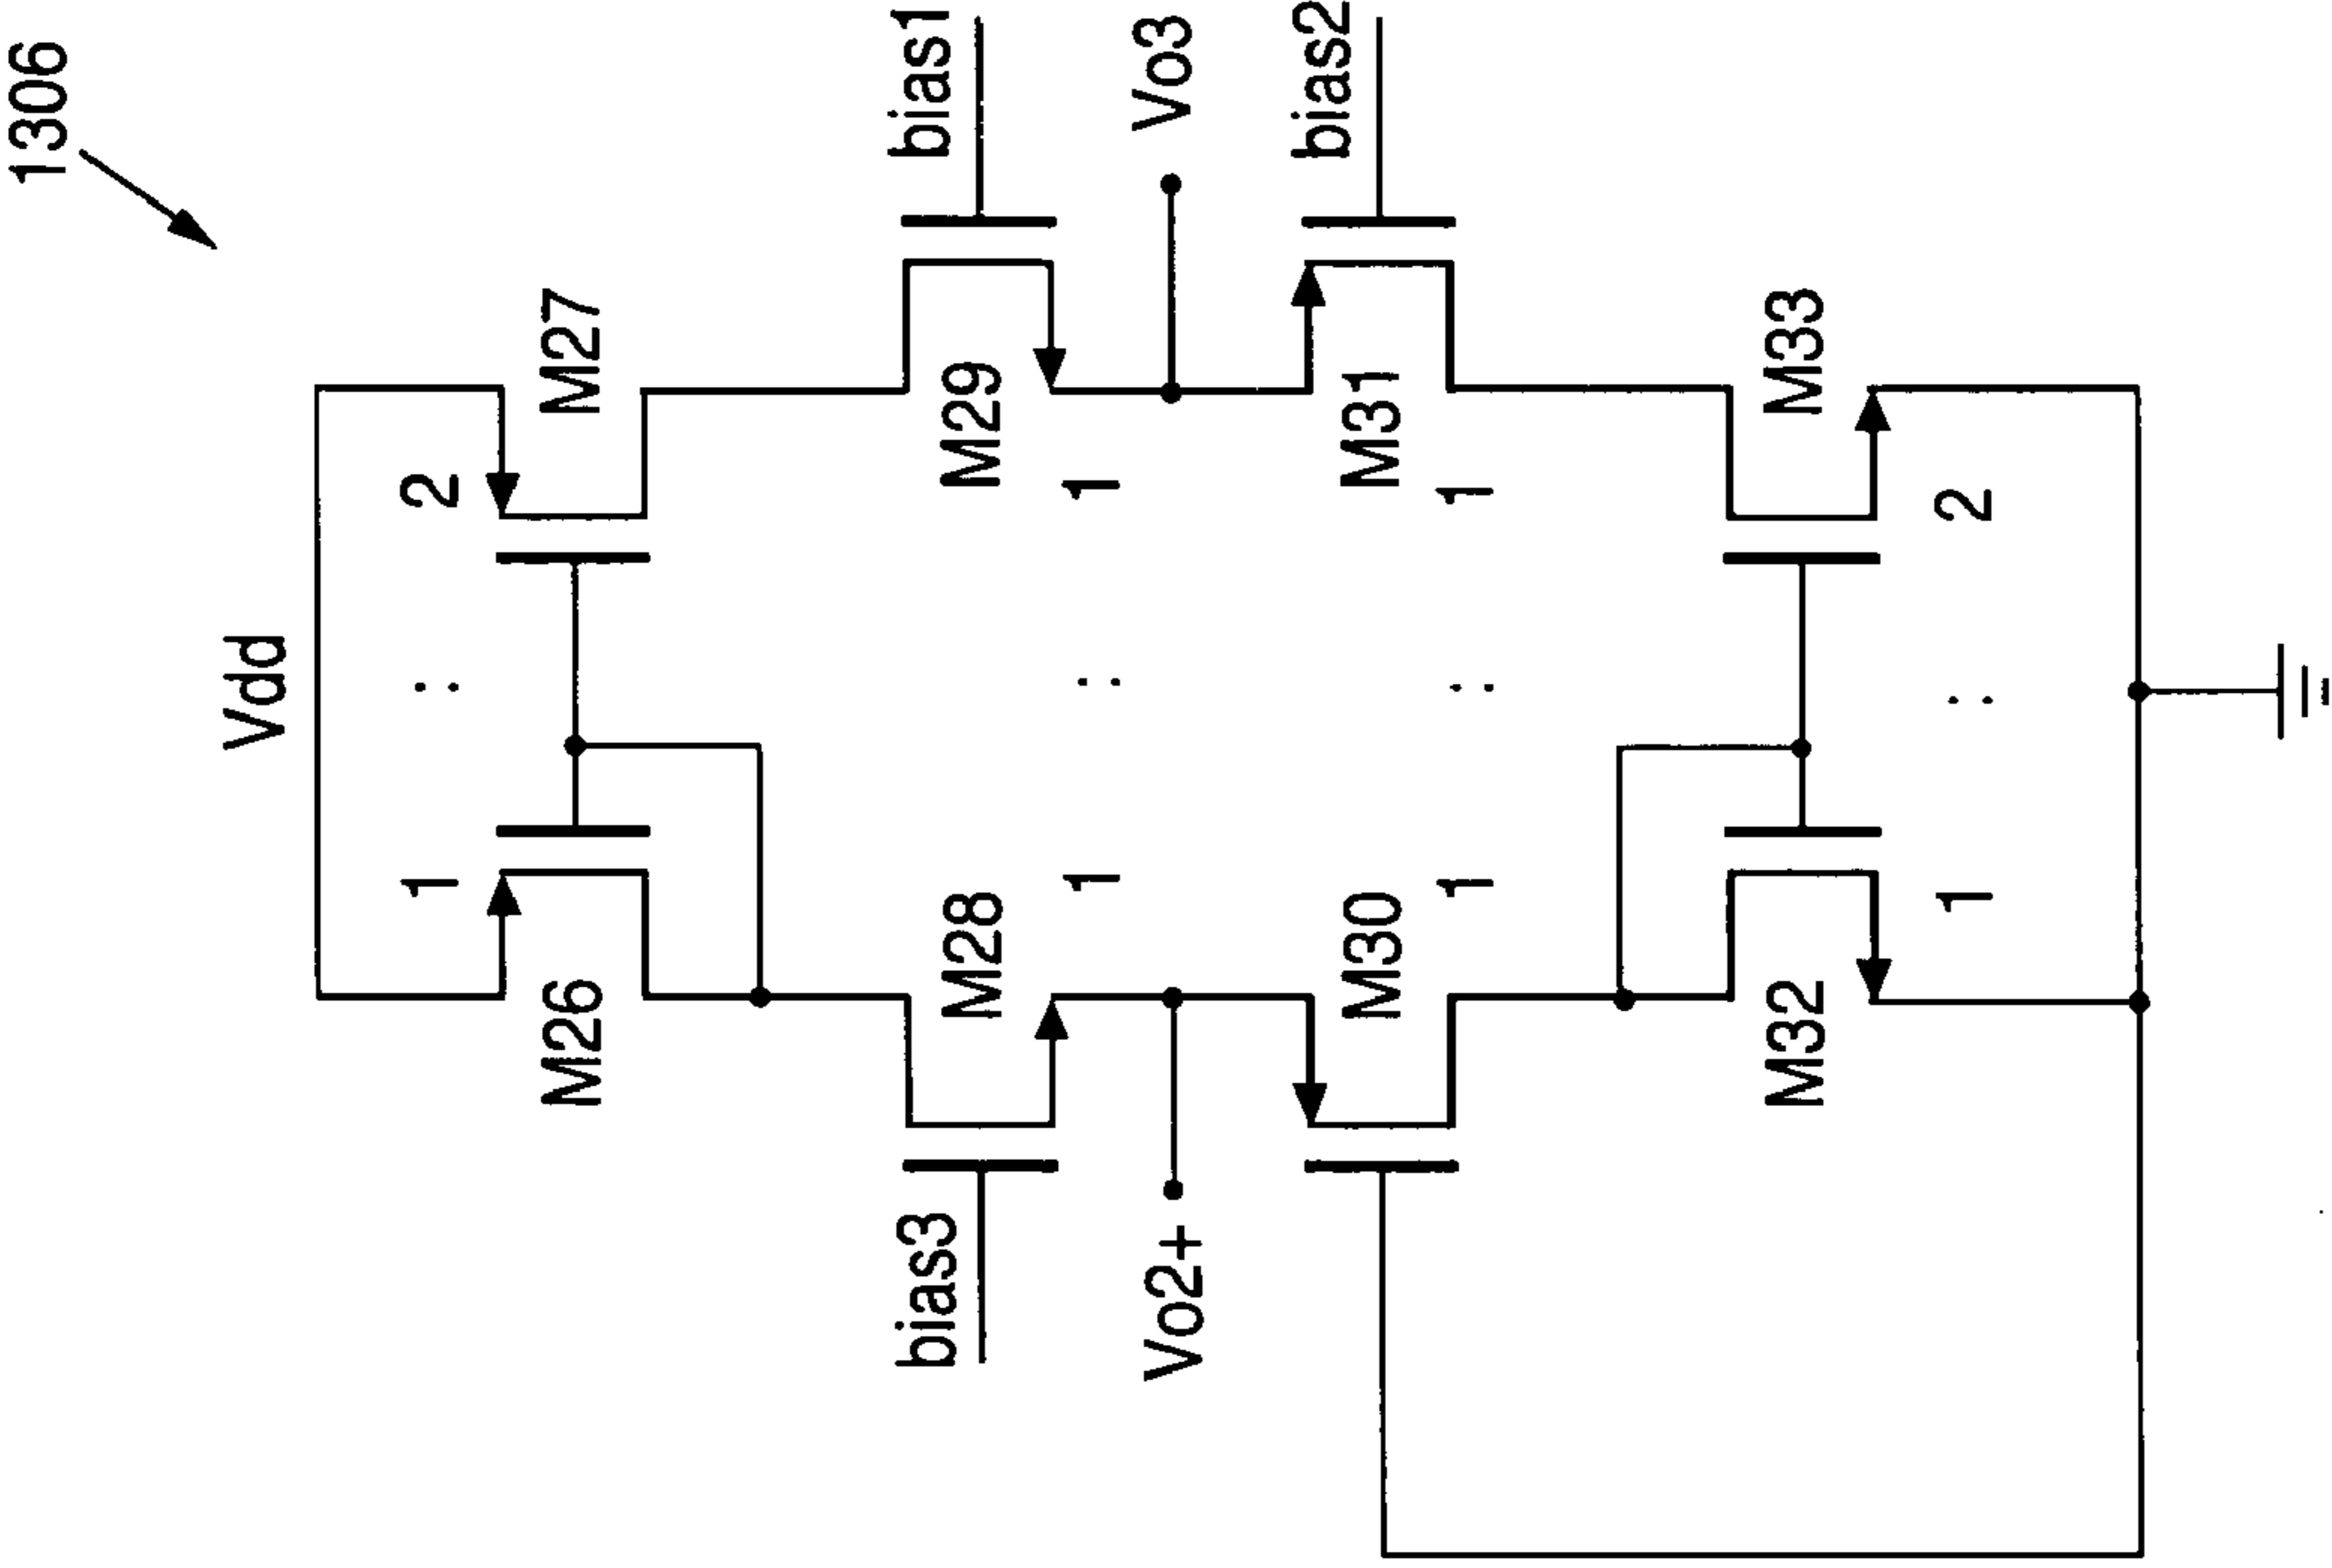 1306
Vdd
1 : 2
M26
M27
bias3
bias1
M28
M29
1 : 1
Vo2+
Vo3
bias2
M30
M31
1 : 1
M32
M33
1 : 2